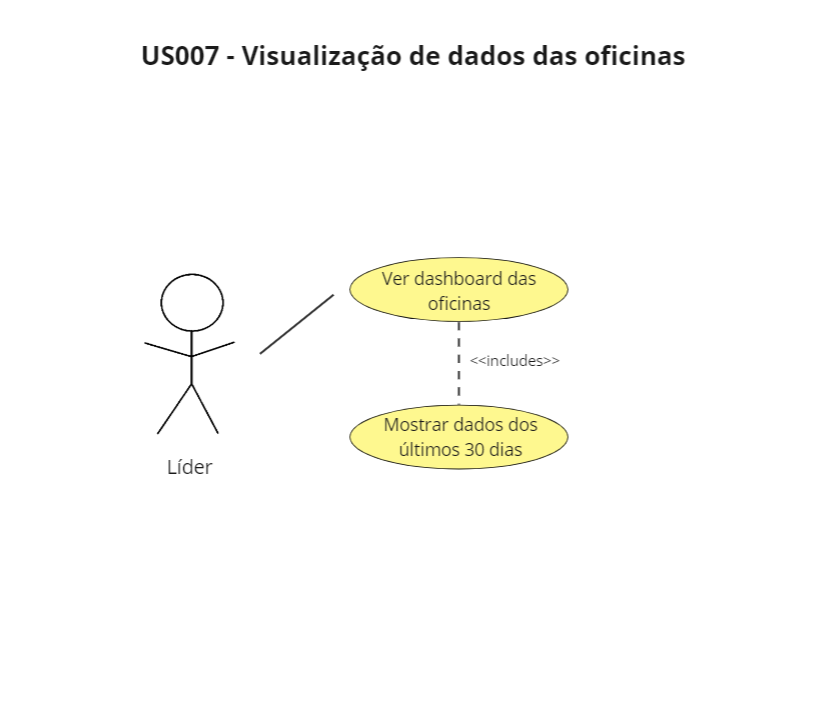 US007 - Visualização de dados das oficinas
Ver dashboard das
oficinas
<<includes>>
Mostrar dados dos
últimos 30 dias
Líder